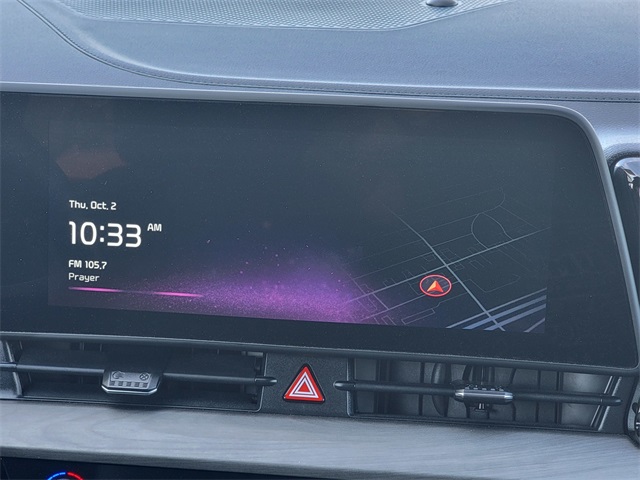 Thu, Oct. 2
10:33 AM
FM 105.7
Prayer